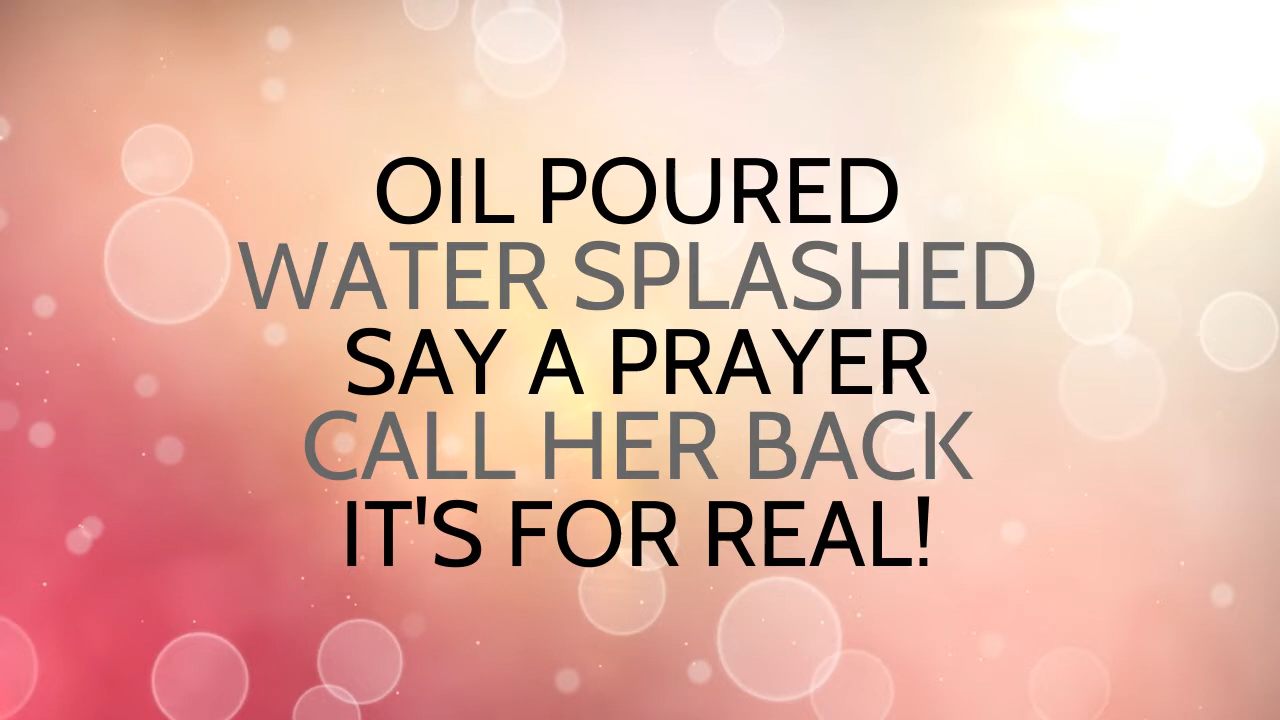 OIL POURED
WATER SPLASHED
SAY A PRAYER
CALL HER BACK
IT'S FOR REAL!